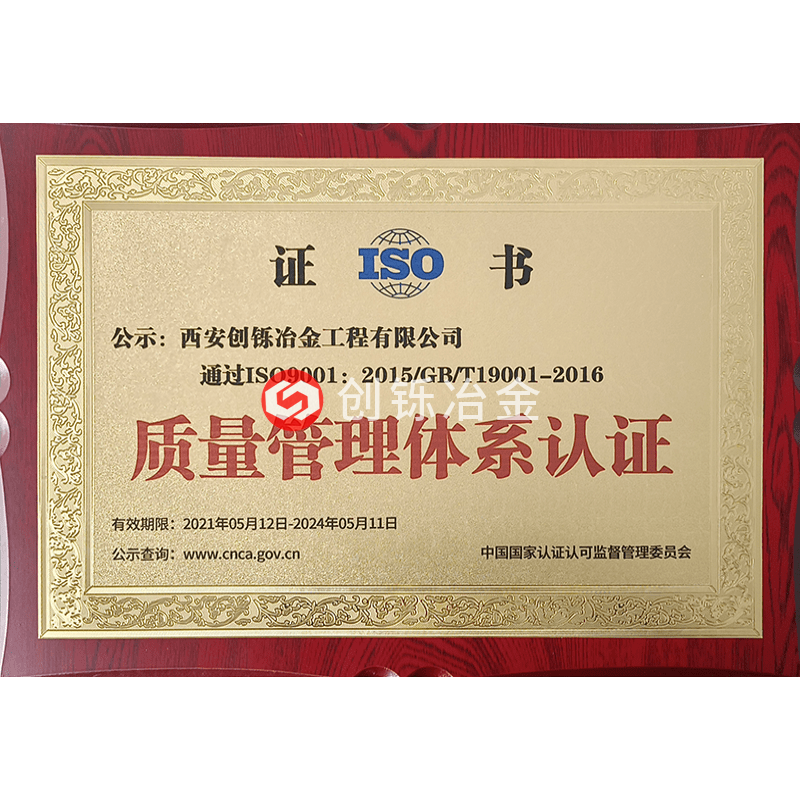 证 ISO 书
公示：西安创铄冶金工程有限公司
通过ISO9001：2015/GB/T19001-2016
创铄冶金
质量管理体系认证
有效期限：2021年05月12日-2024年05月11日
公示查询：www.cnca.gov.cn
中国国家认证认可监督管理委员会